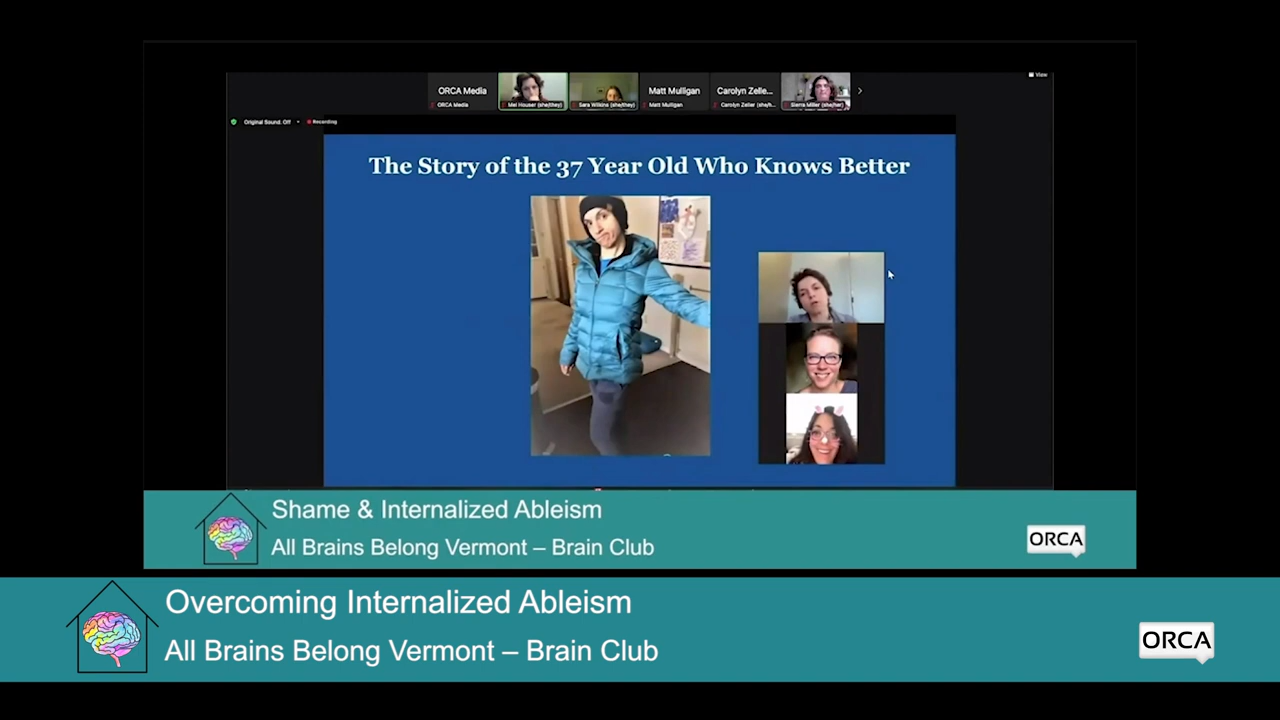 View
ORCA Media
Matt Mulligan
Carolyn Zelle...
ORCA Media
Mel Houser (she/they)
Sara Wilkins (she/they)
Matt Mulligan
Carolyn Zeller (she/h...
Sierra Miller (she/her)
Original Sound: Off
Recording
The Story of the 37 Year Old Who Knows Better
Shame & Internalized Ableism
All Brains Belong Vermont – Brain Club
ORCA
Overcoming Internalized Ableism
All Brains Belong Vermont – Brain Club
ORCA